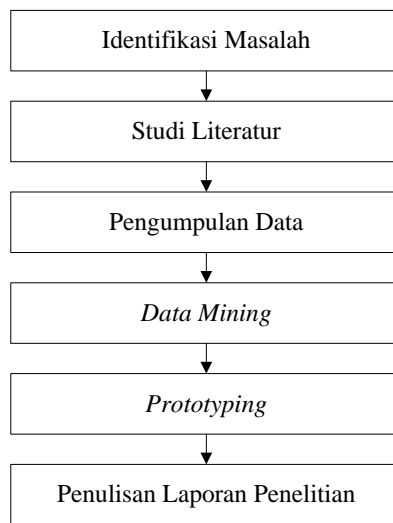 Identifikasi Masalah
Studi Literatur
Pengumpulan Data
Data Mining
Prototyping
Penulisan Laporan Penelitian